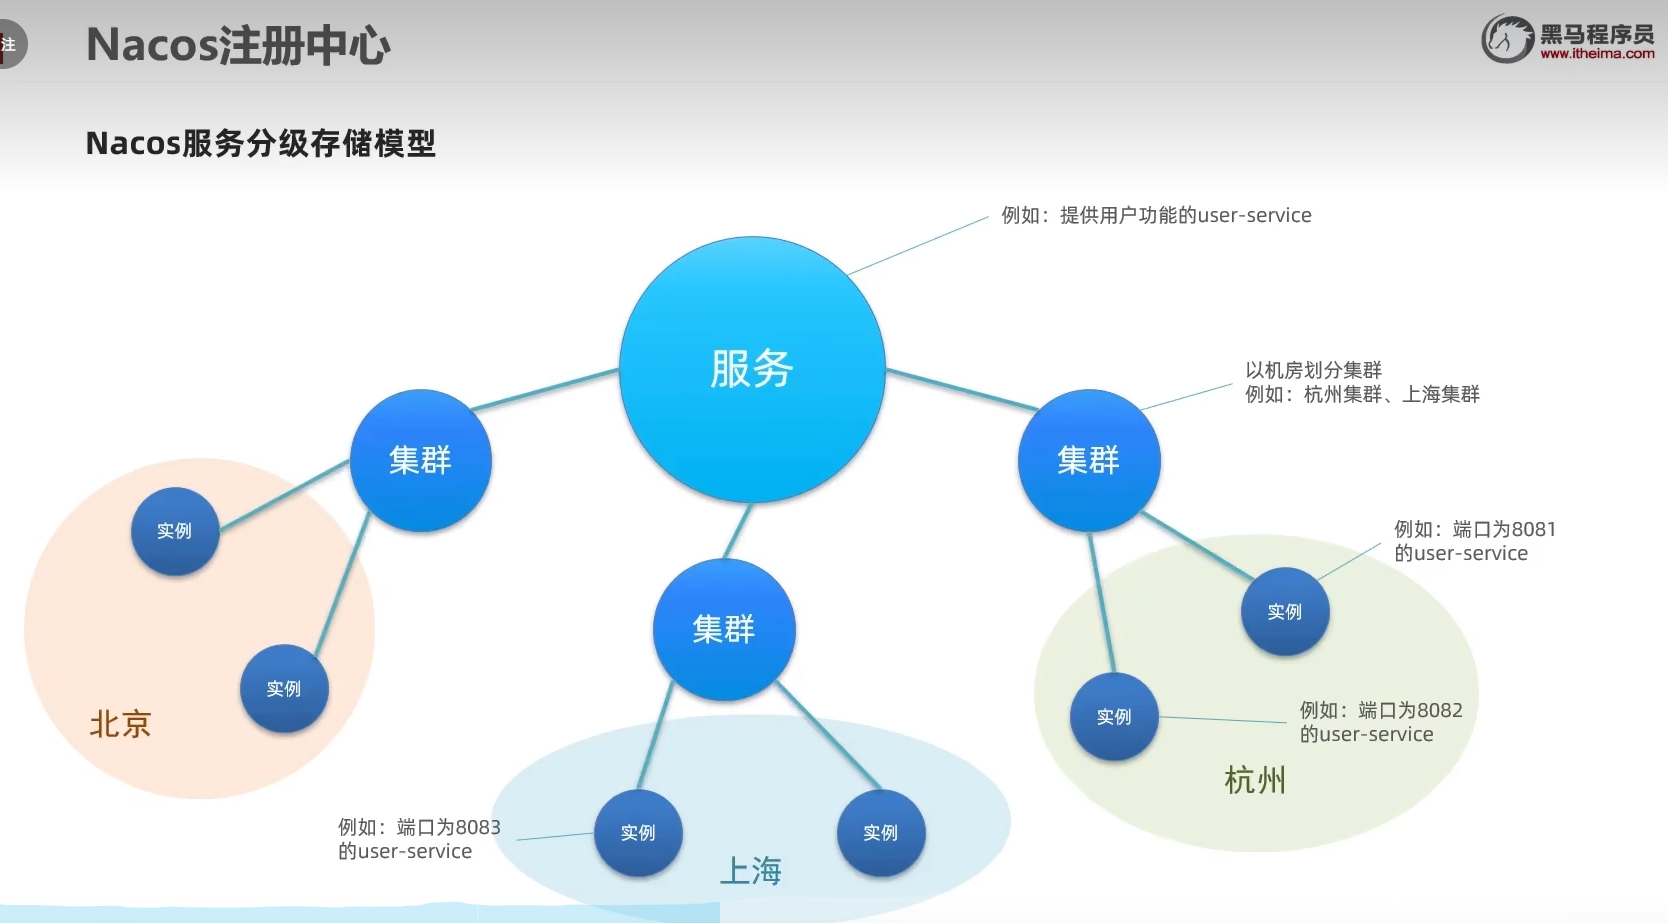 注
Nacos注册中心
黑马程序员
www.itheima.com
Nacos服务分级存储模型
例如：提供用户功能的user-service
服务
以机房划分集群
例如：杭州集群、上海集群
集群
集群
集群
实例
实例
北京
例如：端口为8081
的user-service
实例
实例
例如：端口为8082
的user-service
杭州
例如：端口为8083
的user-service
实例
实例
上海